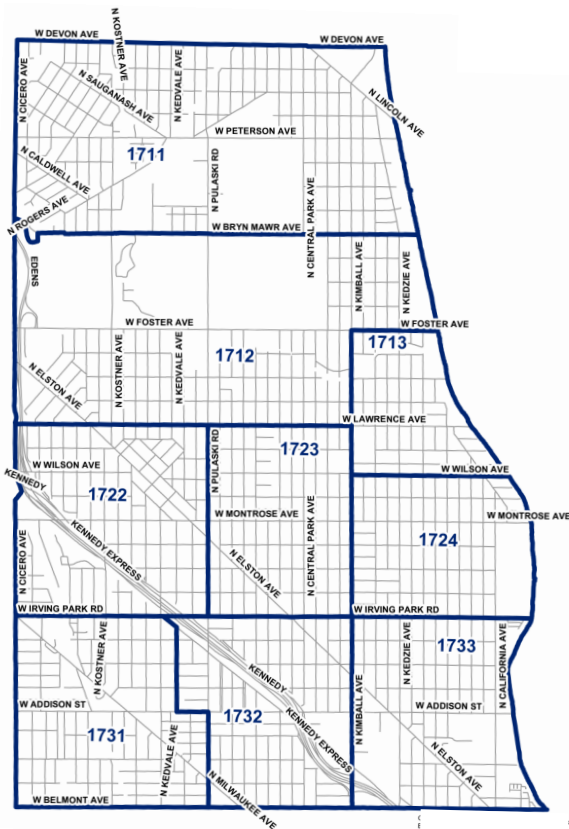 W DEVON AVE
W DEVON AVE
N KOSTNER AVE
N CICERO AVE
N SAUGANASH AVE
N KEDVALE AVE
N LINCOLN AVE
W PETERSON AVE
1711
N CALDWELL AVE
N PULASKI RD
N CENTRAL PARK AVE
N ROGERS AVE
W BRYN MAWR AVE
EDENS
N KIMBALL AVE
N KEDZIE AVE
W FOSTER AVE
W FOSTER AVE
1713
1712
N KOSTNER AVE
N KEDVALE AVE
N ELSTON AVE
W LAWRENCE AVE
N PULASKI RD
1723
W WILSON AVE
W WILSON AVE
KENNEDY
1722
W MONTROSE AVE
W MONTROSE AVE
N CENTRAL PARK AVE
1724
KENNEDY EXPRESS
N CICERO AVE
N ELSTON AVE
W IRVING PARK RD
W IRVING PARK RD
N KOSTNER AVE
N KEDZIE AVE
1733
N CALIFORNIA AVE
KENNEDY
N KIMBALL AVE
W ADDISON ST
W ADDISON ST
1732
1731
KENNEDY EXPRESS
N KEDVALE AVE
N ELSTON AVE
N MILWAUKEE AVE
W BELMONT AVE